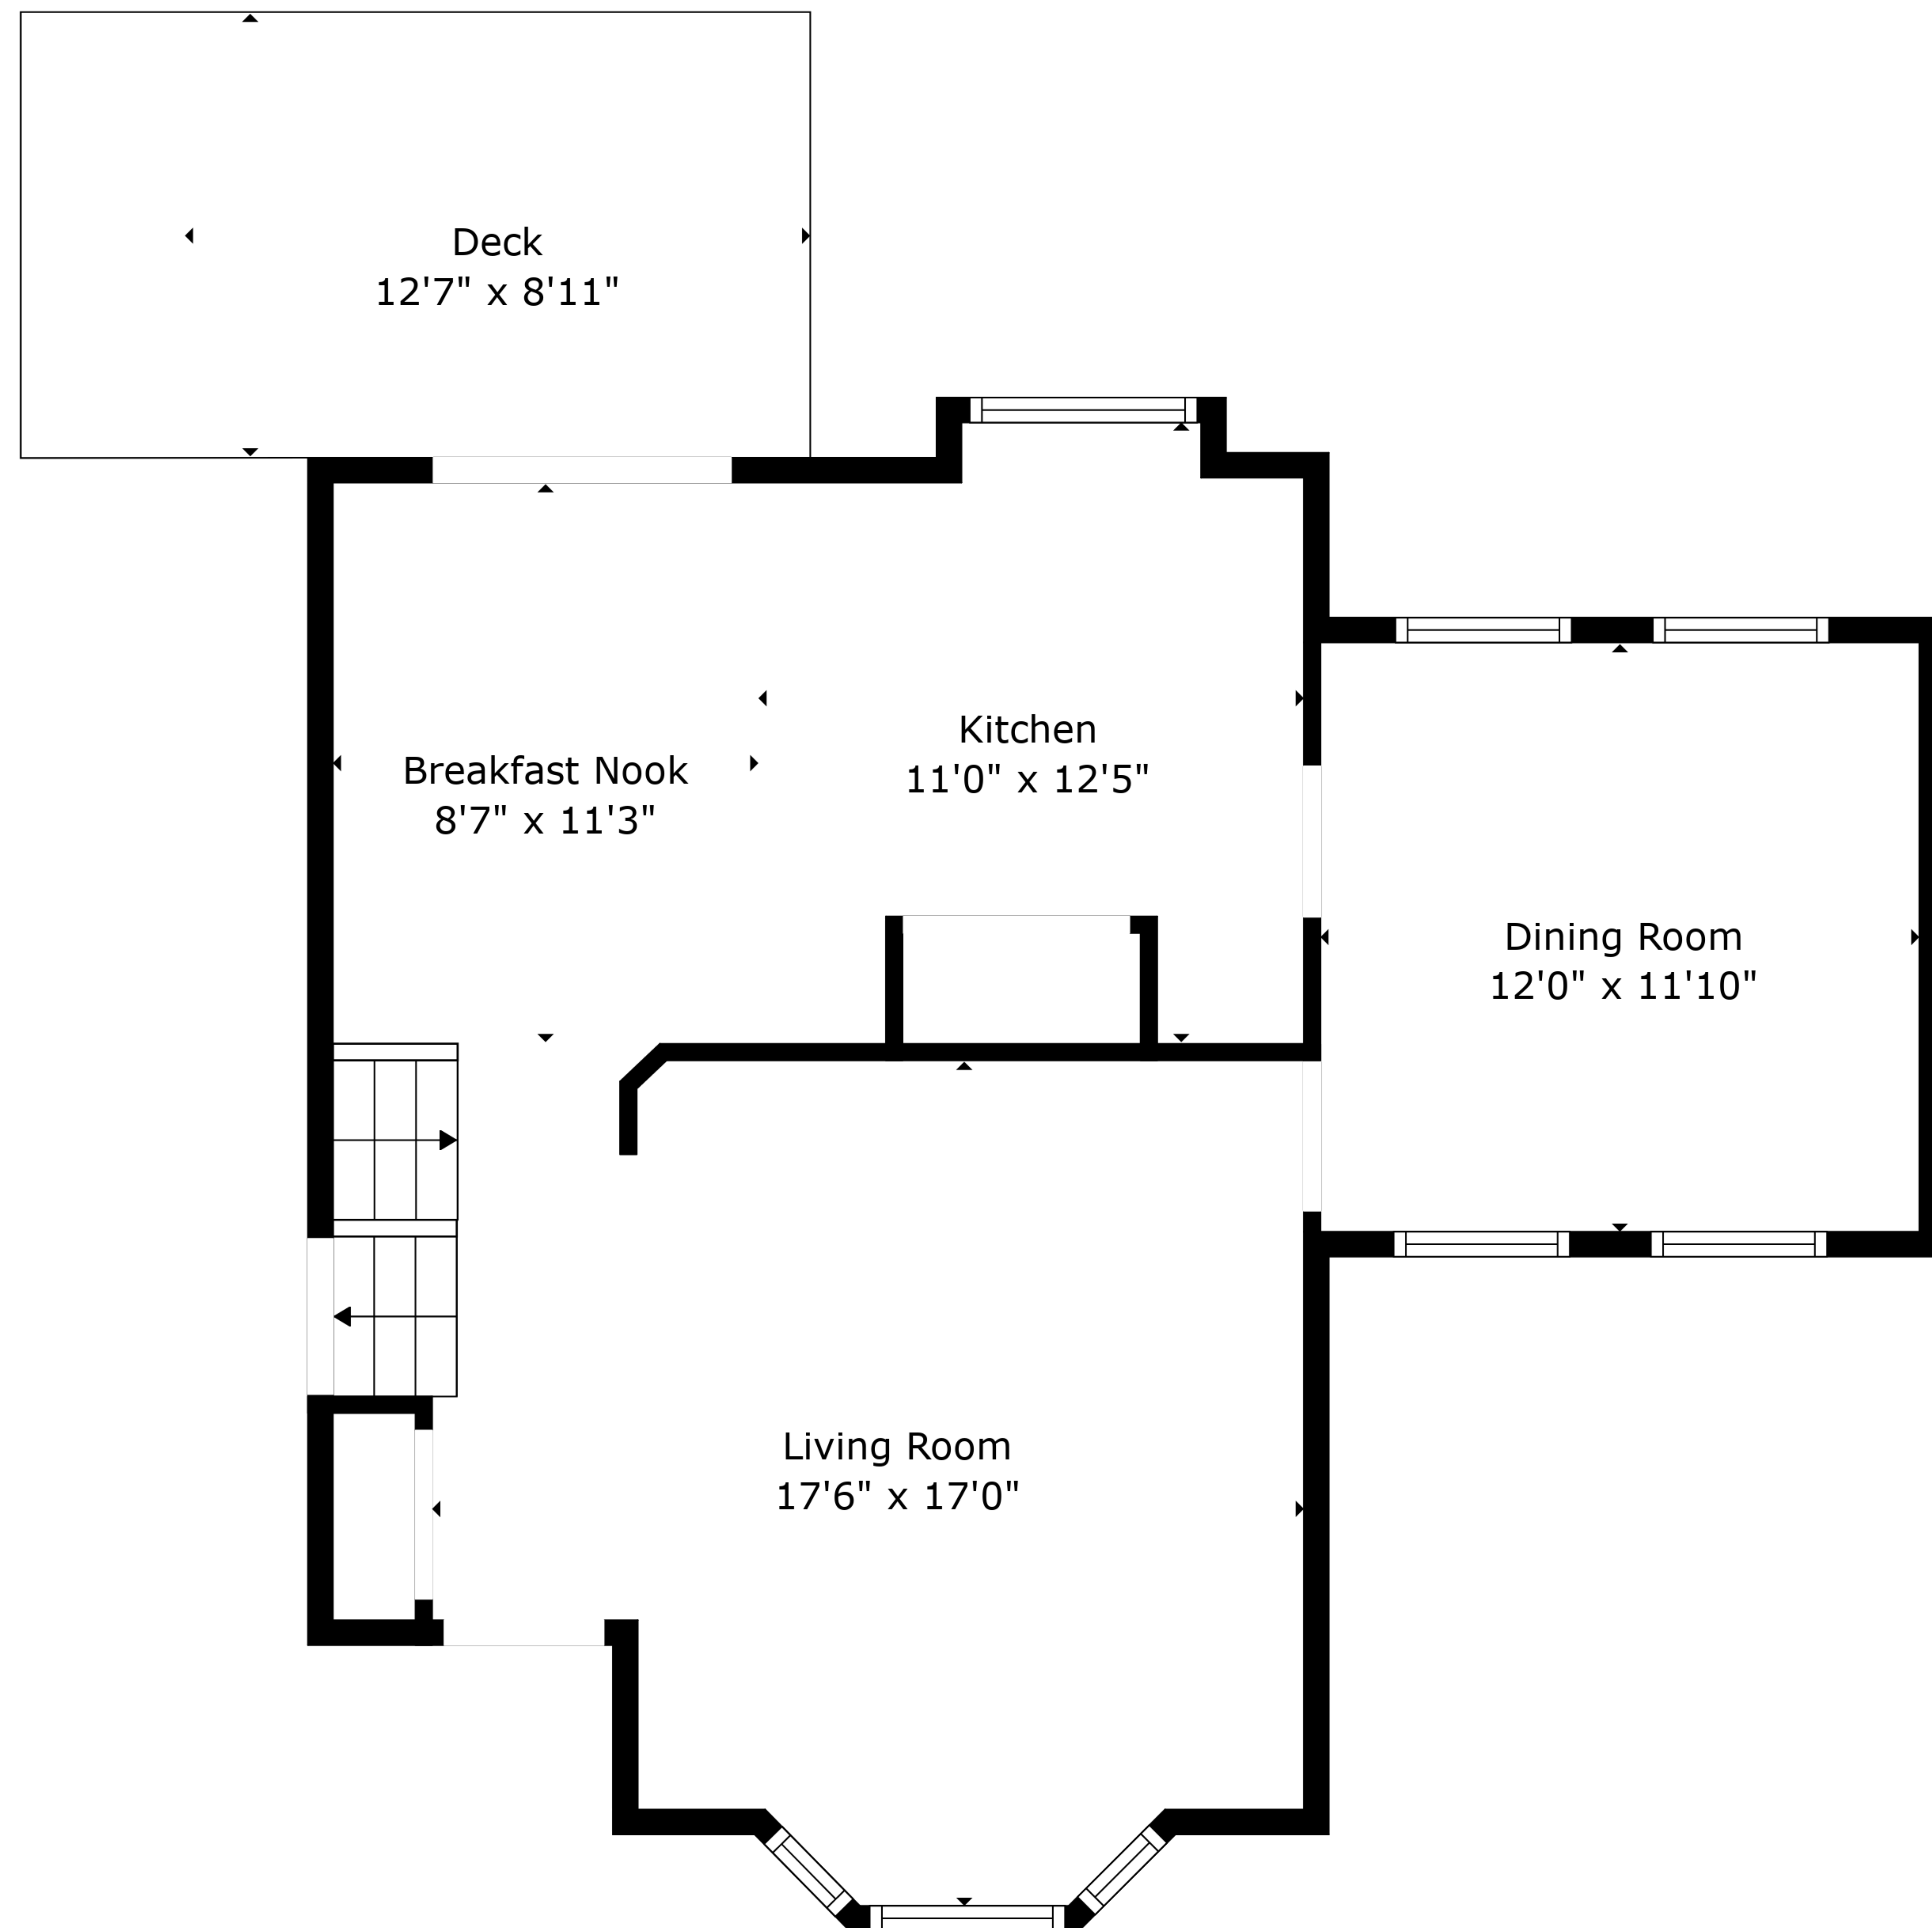 Deck
12'7" x 8'11"
Kitchen
11'0" x 12'5"
Breakfast Nook
8'7" x 11'3"
Dining Room
12'0" x 11'10"
Living Room
17'6" x 17'0"